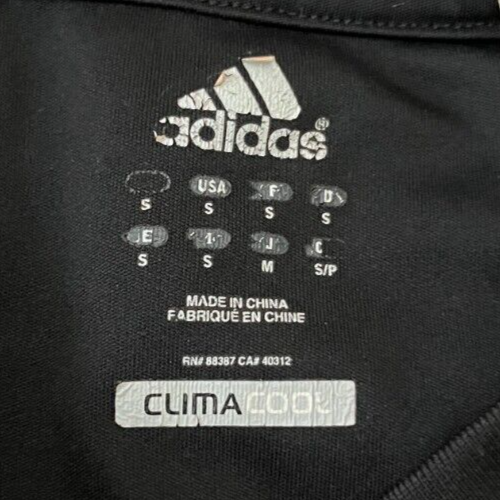 adidas®
USA F D
S S S S
E I J C
S S M S/P
MADE IN CHINA
FABRIQUÉ EN CHINE
RN# 88387 CA# 40312
CLIMACOOL